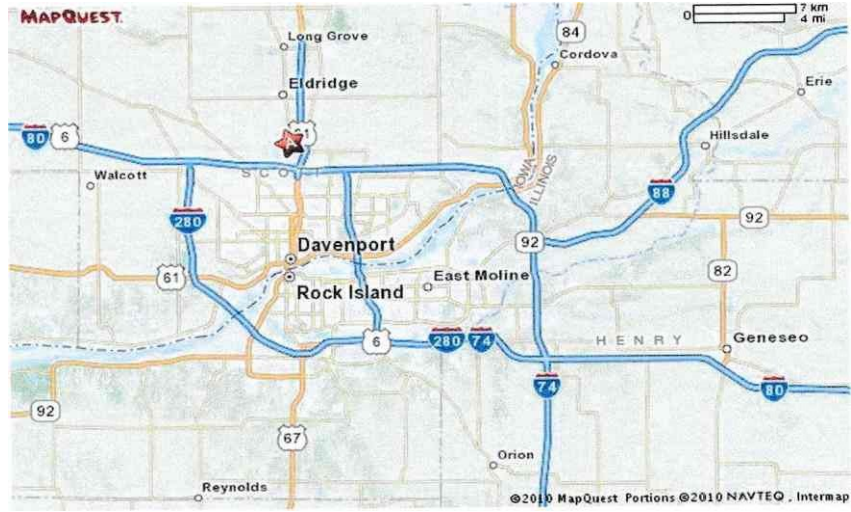 MAPQUEST.
0 7 km
4 mi
Long Grove
84
Cordova
Eldridge
Erie
A 61
80 6
Hillsdale
Walcott
SCOTT
IOWA
ILLINOIS
88
280
92
92
Davenport
61
East Moline
82
Rock Island
6
280 74
HENRY
Geneseo
74
80
92
67
Orion
Reynolds
©2010 MapQuest Portions ©2010 NAVTEQ , Intermap